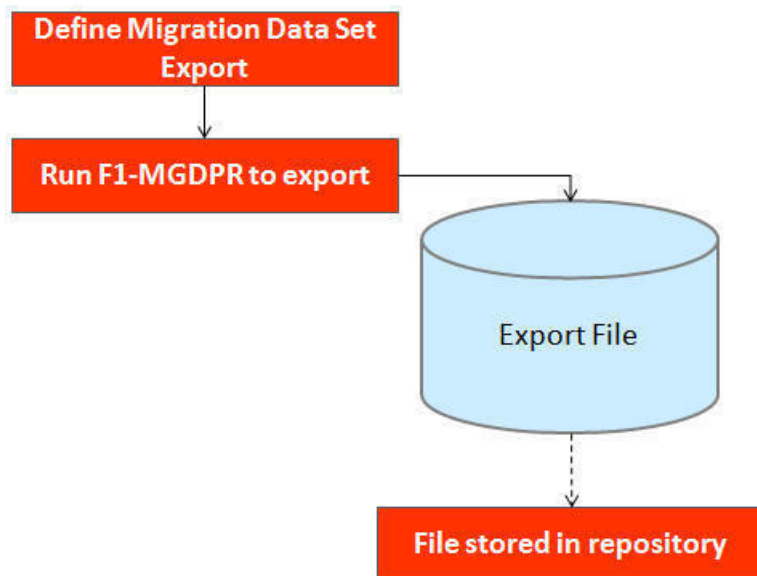 Define Migration Data Set
Export
Run F1-MGDPR to export
Export File
File stored in repository